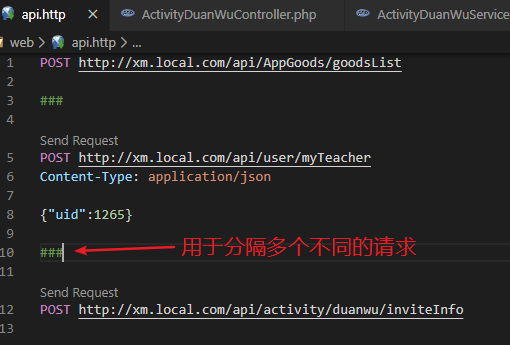 api.http
ActivityDuanWuController.php
ActivityDuanWuService
web > api.http > ...
1 POST http://xm.local.com/api/AppGoods/goodsList
2
3 ###
4
Send Request
5 POST http://xm.local.com/api/user/myTeacher
6 Content-Type: application/json
7
8 {"uid":1265}
9
10 ### 用于分隔多个不同的请求
11
Send Request
12 POST http://xm.local.com/api/activity/duanwu/inviteInfo
13